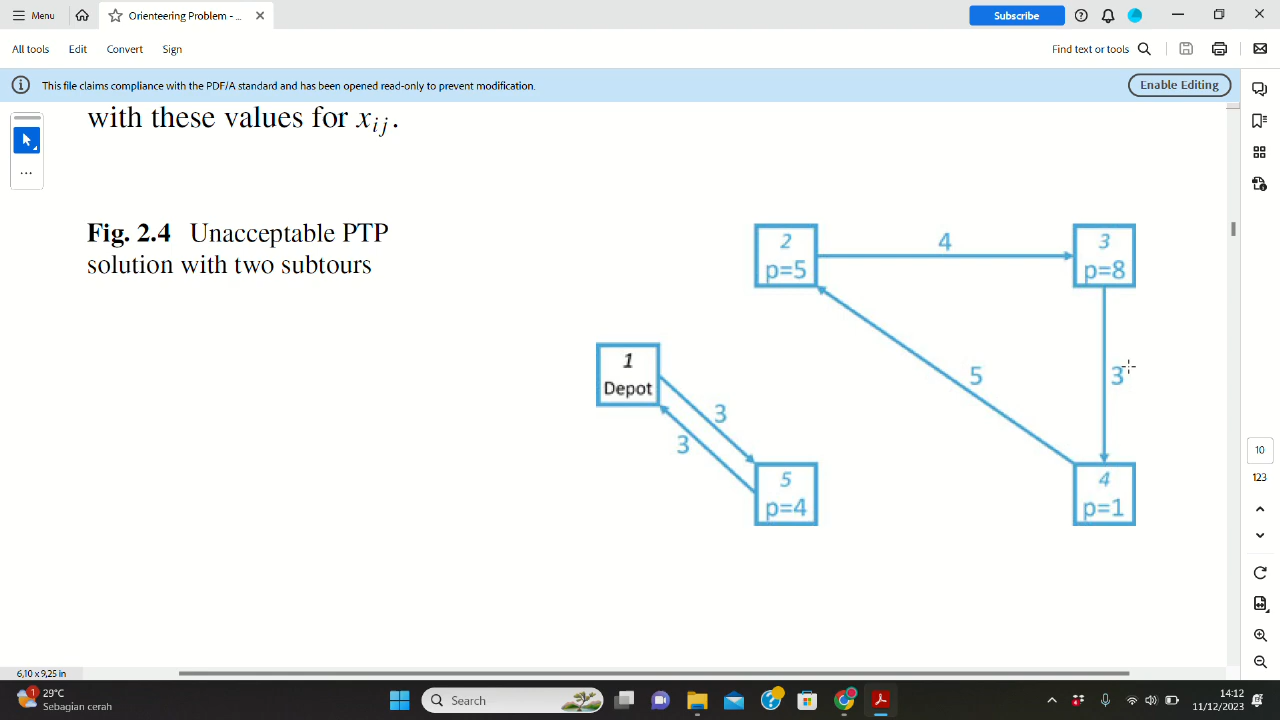 Menu
Orienteering Problem - ...
Subscribe
All tools Edit Convert Sign
Find text or tools
This file claims compliance with the PDF/A standard and has been opened read-only to prevent modification.
Enable Editing
with these values for xij.
Fig. 2.4 Unacceptable PTP
solution with two subtours
2
p=5
4
3
p=8
1
Depot
5
3
3
3
5
p=4
4
p=1
10
123
6,10 x 9,25 in
1
29°C
Sebagian cerah
Search
14:12
11/12/2023